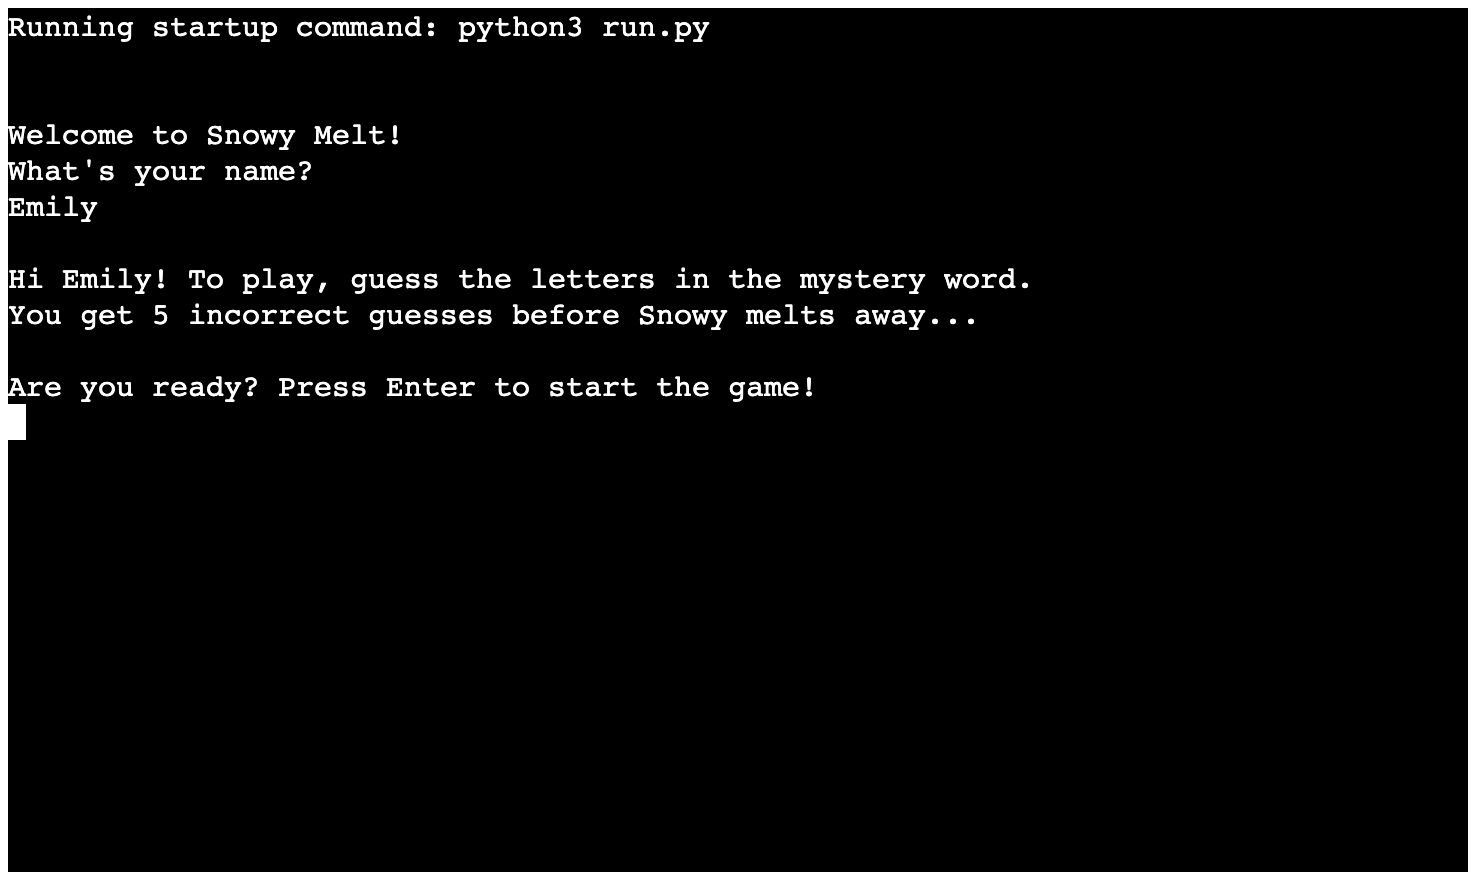 Running startup command: python3 run.py
Welcome to Snowy Melt!
What's your name?
Emily
Hi Emily! To play, guess the letters in the mystery word.
You get 5 incorrect guesses before Snowy melts away...
Are you ready? Press Enter to start the game!